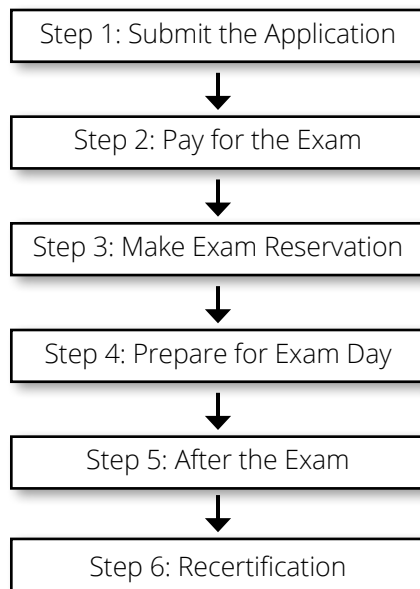 Step 1: Submit the Application
Step 2: Pay for the Exam
Step 3: Make Exam Reservation
Step 4: Prepare for Exam Day
Step 5: After the Exam
Step 6: Recertification